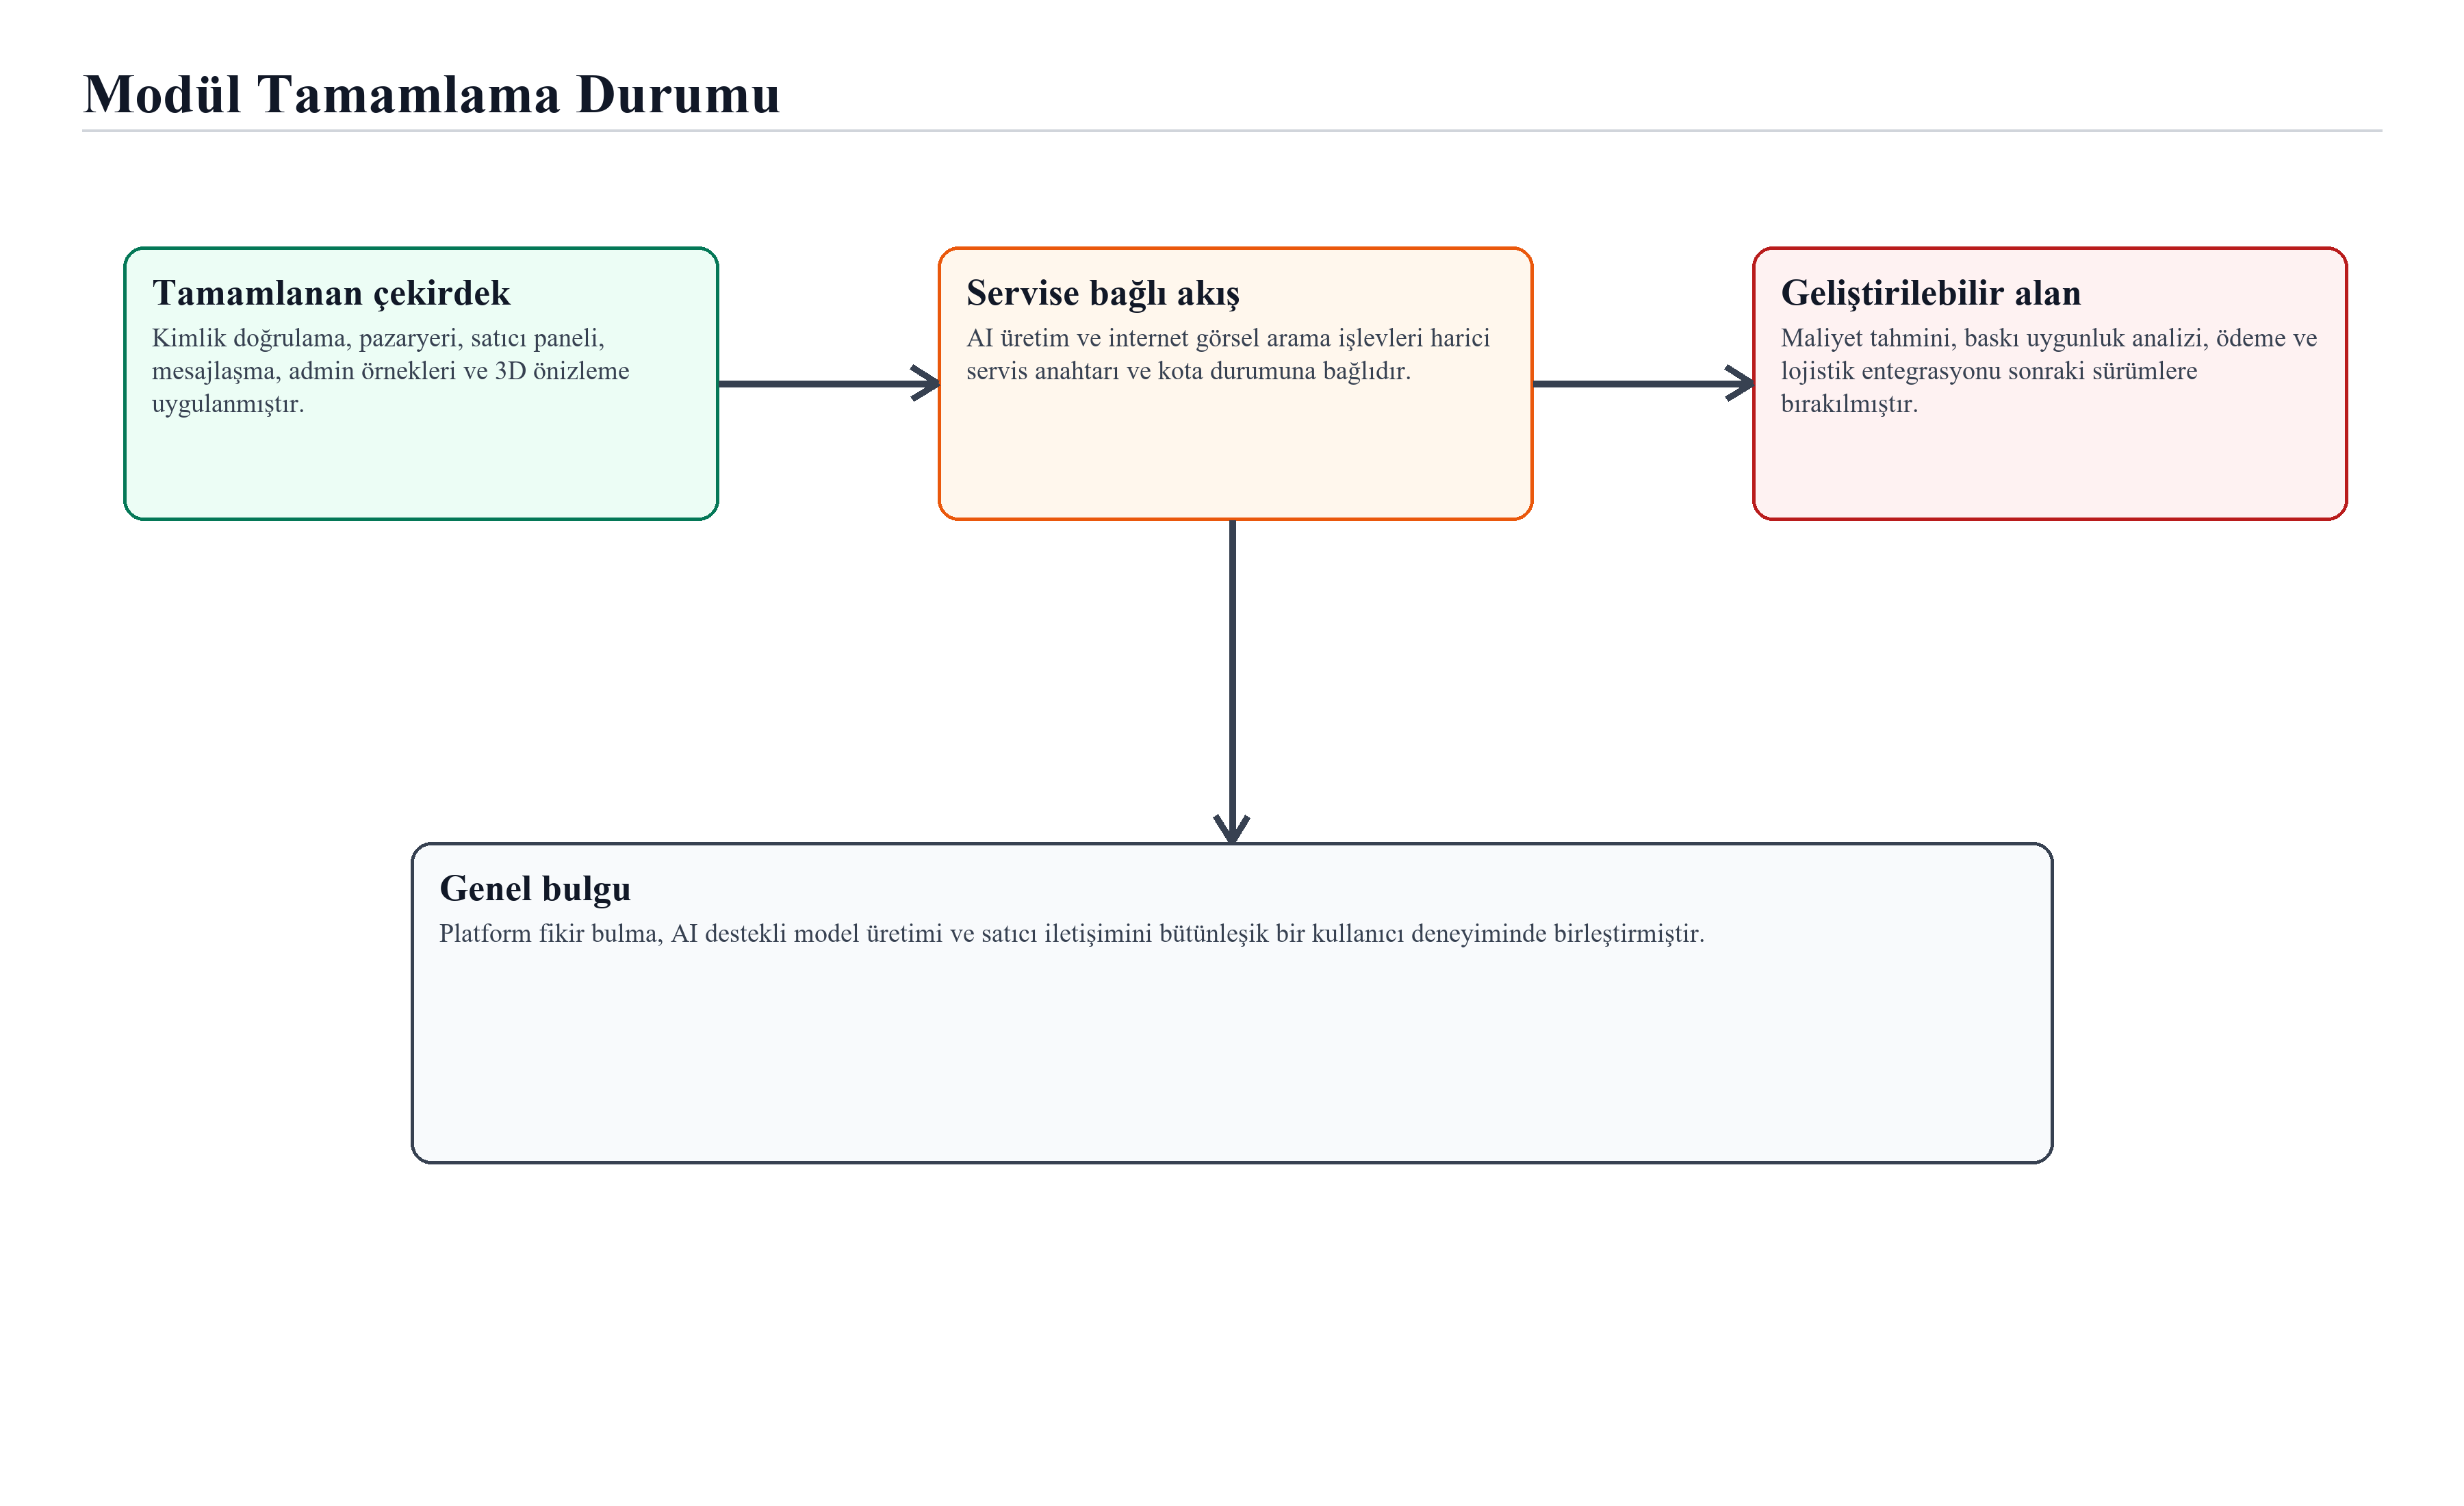 Modül Tamamlama Durumu
Tamamlanan çekirdek
Kimlik doğrulama, pazaryeri, satıcı paneli,
mesajlaşma, admin örnekleri ve 3D önizleme
uygulanmıştır.
Servise bağlı akış
AI üretim ve internet görsel arama işlevleri harici
servis anahtarı ve kota durumuna bağlıdır.
Geliştirilebilir alan
Maliyet tahmini, baskı uygunluk analizi, ödeme ve
lojistik entegrasyonu sonraki sürümlere
bırakılmıştır.
Genel bulgu
Platform fikir bulma, AI destekli model üretimi ve satıcı iletişimini bütünleşik bir kullanıcı deneyiminde birleştirmiştir.